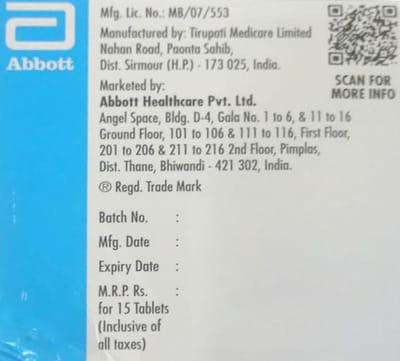 Abbott
Mfg. Lic. No.: MB/07/553
Manufactured by: Tirupati Medicare Limited
Nahan Road, Paonta Sahib,
Dist. Sirmour (H.P.) - 173 025, India.
SCAN FOR
MORE INFO
Marketed by:
Abbott Healthcare Pvt. Ltd.
Angel Space, Bldg. D-4, Gala No. 1 to 6, & 11 to 16
Ground Floor, 101 to 106 & 111 to 116, First Floor,
201 to 206 & 211 to 216 2nd Floor, Pimplas,
Dist. Thane, Bhiwandi - 421 302, India.
® Regd. Trade Mark
Batch No. :
Mfg. Date :
Expiry Date :
M.R.P. Rs. :
for 15 Tablets
(Inclusive of
all taxes)